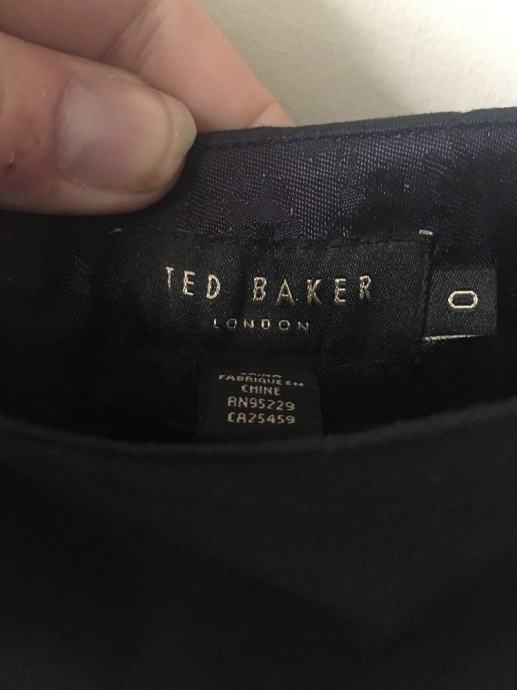 TED BAKER
LONDON
0
FABRIQUE EN
CHINE
RN95229
CA25459